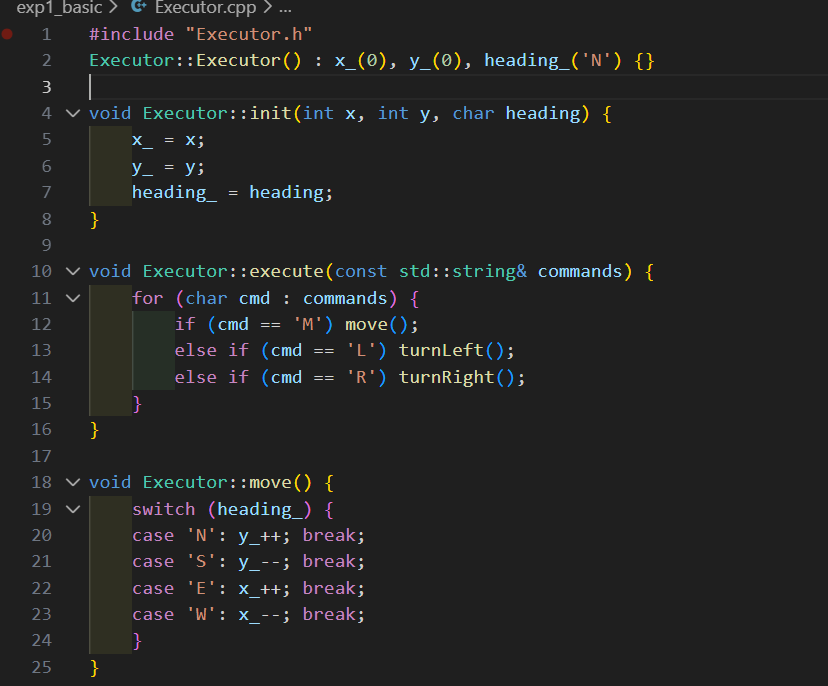 exp1_basic > Executor.cpp > ...
1 #include "Executor.h"
2 Executor::Executor() : x_(0), y_(0), heading_('N') {}
3
4 void Executor::init(int x, int y, char heading) {
5     x_ = x;
6     y_ = y;
7     heading_ = heading;
8 }
9
10 void Executor::execute(const std::string& commands) {
11     for (char cmd : commands) {
12         if (cmd == 'M') move();
13         else if (cmd == 'L') turnLeft();
14         else if (cmd == 'R') turnRight();
15     }
16 }
17
18 void Executor::move() {
19     switch (heading_) {
20     case 'N': y_++; break;
21     case 'S': y_--; break;
22     case 'E': x_++; break;
23     case 'W': x_--; break;
24     }
25 }